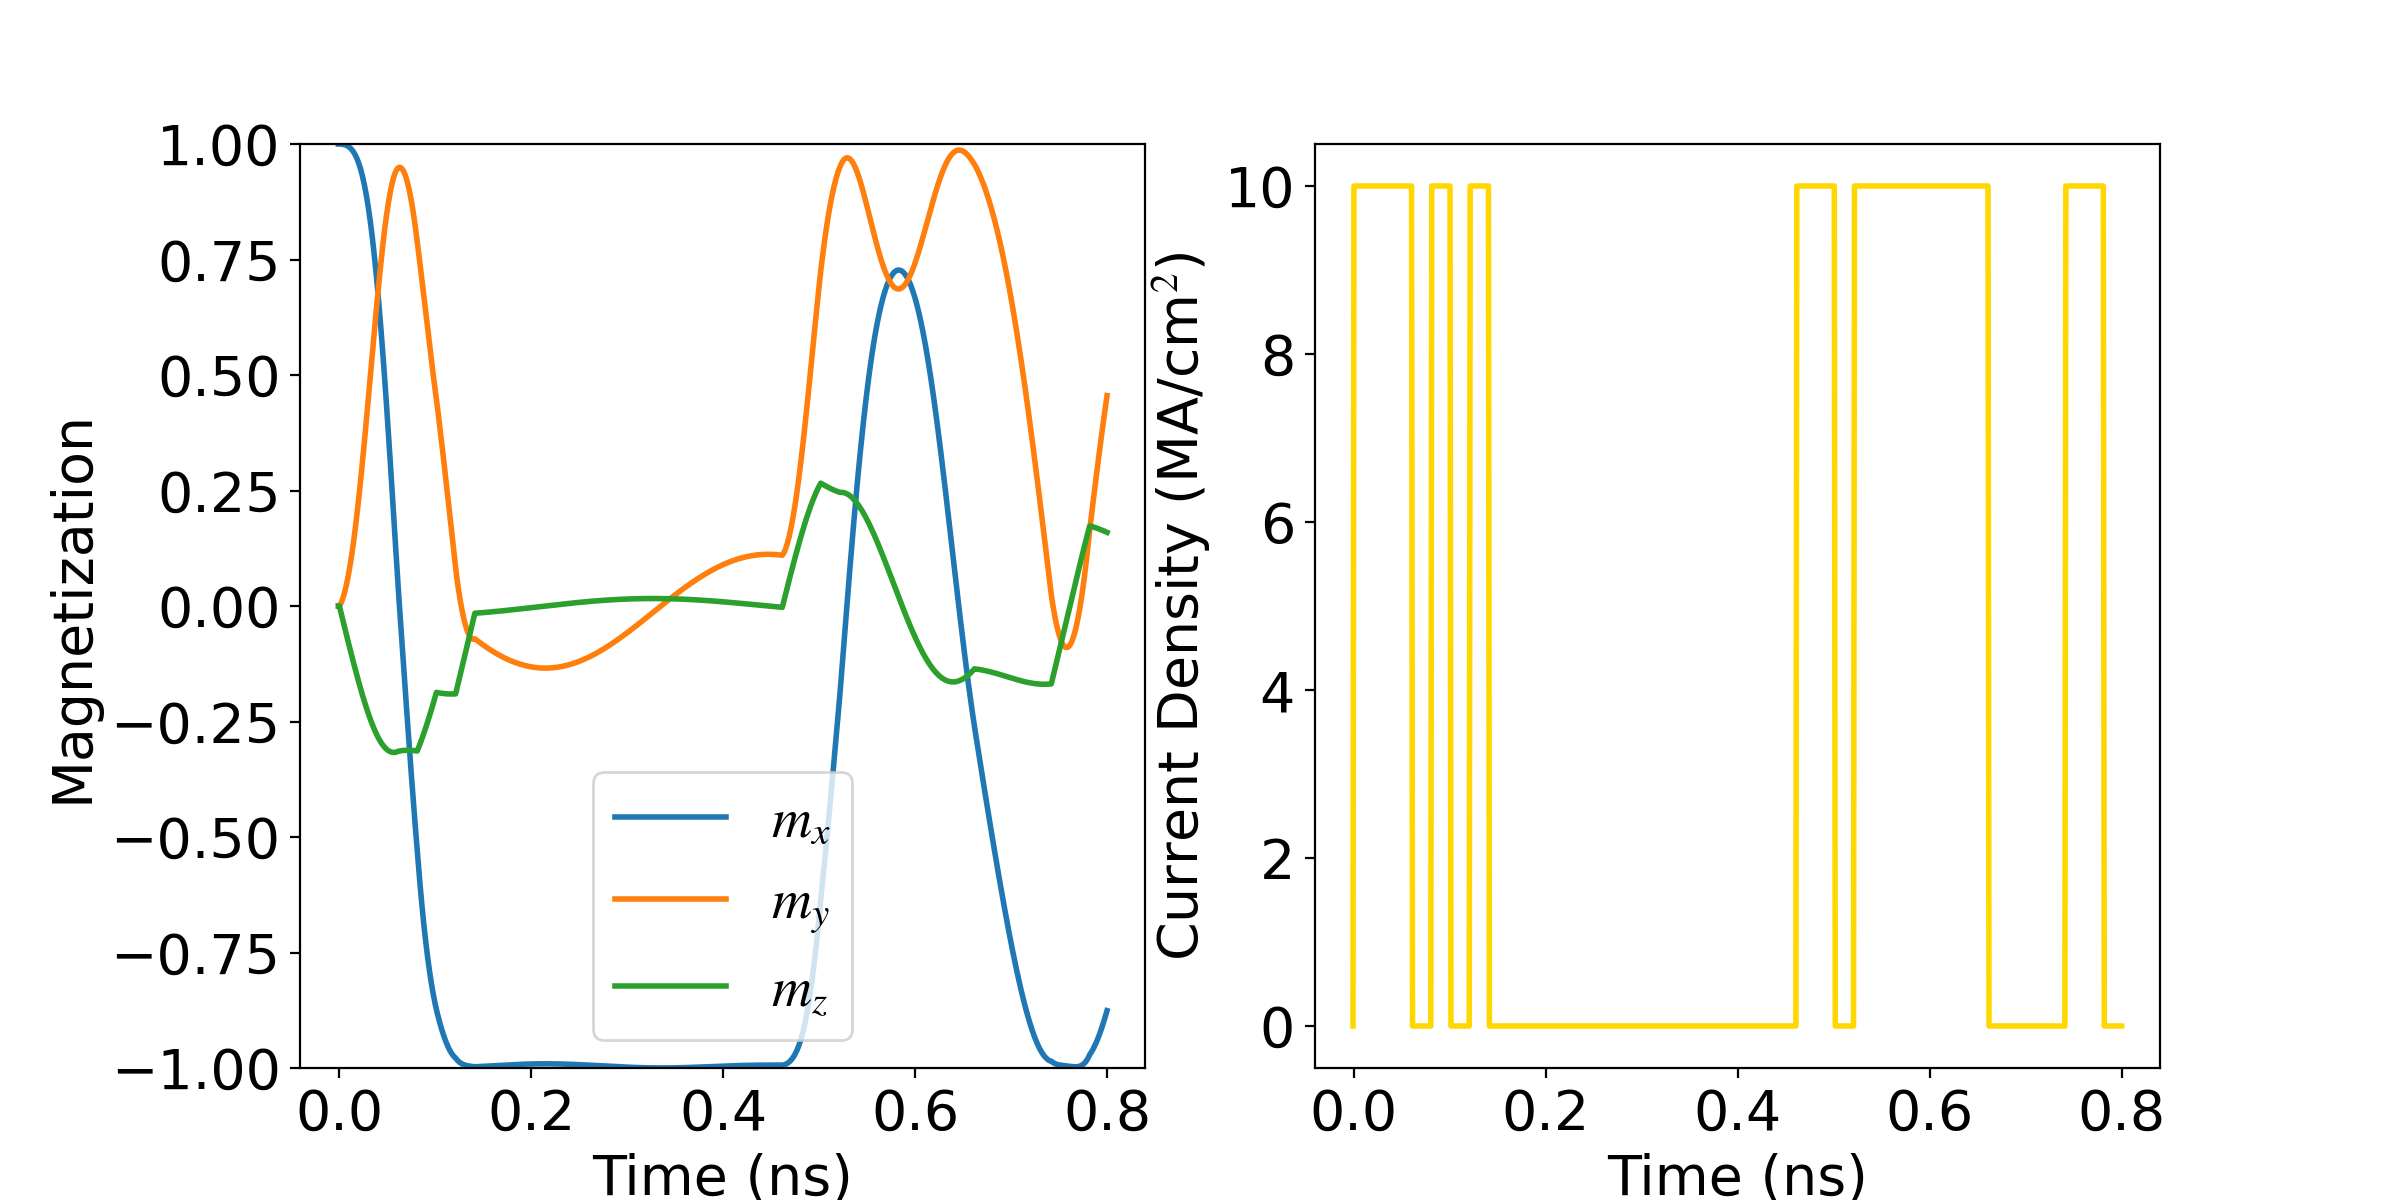 Magnetization
1.00
0.75
0.50
0.25
0.00
−0.25
−0.50
−0.75
−1.00
m_x
m_y
m_z
0.0 0.2 0.4 0.6 0.8
Time (ns)
Current Density (MA/cm²)
10
8
6
4
2
0
0.0 0.2 0.4 0.6 0.8
Time (ns)